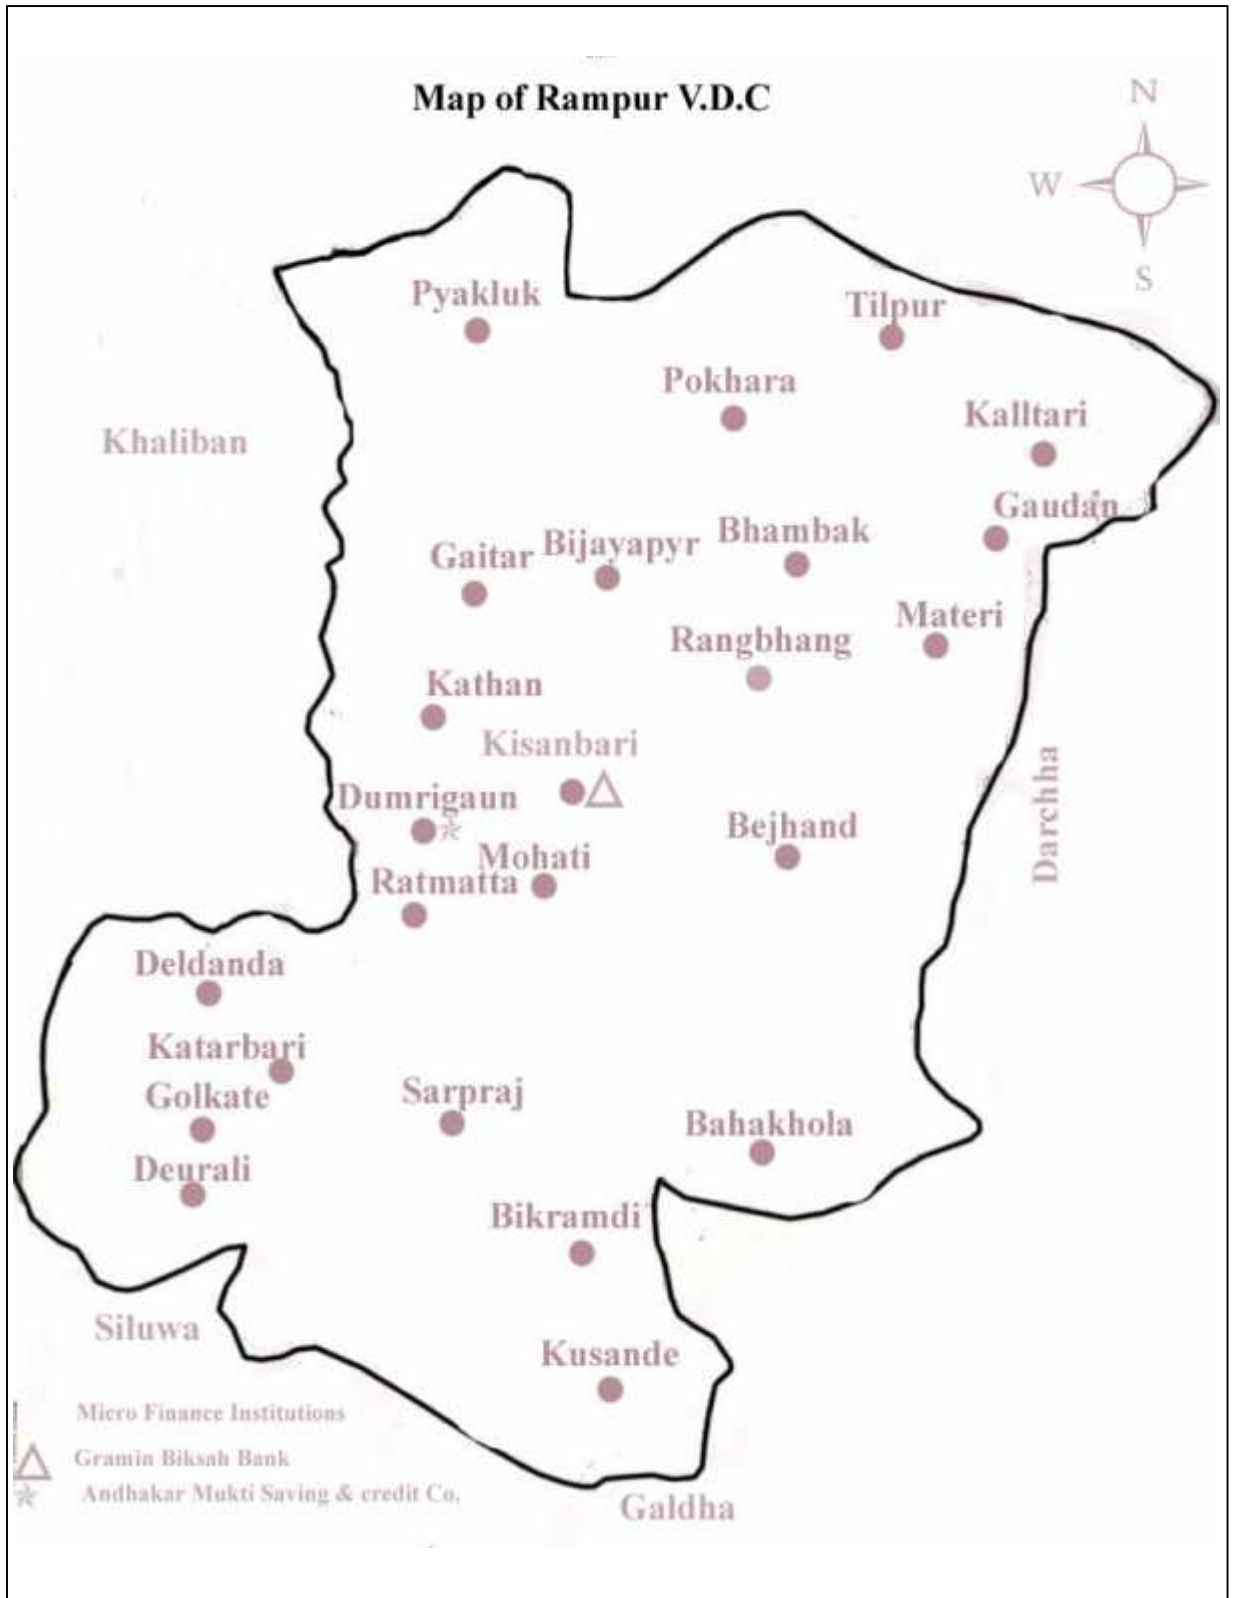 Map of Rampur V.D.C
N
W
S
Pyakluk
Tilpur
Pokhara
Kalltari
Khaliban
Gaudan
Bhambak
Bijayapyr
Gaitar
Materi
Rangbhang
Kathan
Kisanbari
Dumrigaun
Bejhand
Darchha
Mohati
Ratmatta
Deldanda
Katarbari
Golkate
Sarpraj
Bahakhola
Deurali
Bikramdi
Siluwa
Kusande
Micro Finance Institutions
Gramin Biksah Bank
Andhakar Mukti Saving & credit Co.
Galdha